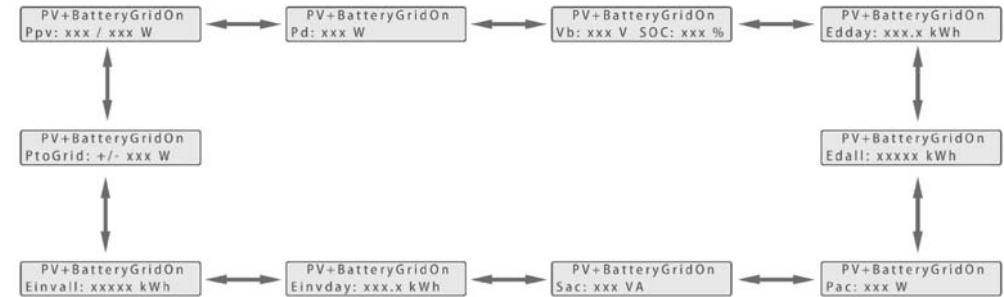 PV+BatteryGridOn
Ppv: xxx / xxx W
PV+BatteryGridOn
Pd: xxx W
PV+BatteryGridOn
Vb: xxx V SOC: xxx %
PV+BatteryGridOn
Edday: xxx.x kWh
PV+BatteryGridOn
PtoGrid: +/- xxx W
PV+BatteryGridOn
Edall: xxxxx kWh
PV+BatteryGridOn
Einvall: xxxxx kWh
PV+BatteryGridOn
Einvday: xxx.x kWh
PV+BatteryGridOn
Sac: xxx VA
PV+BatteryGridOn
Pac: xxx W